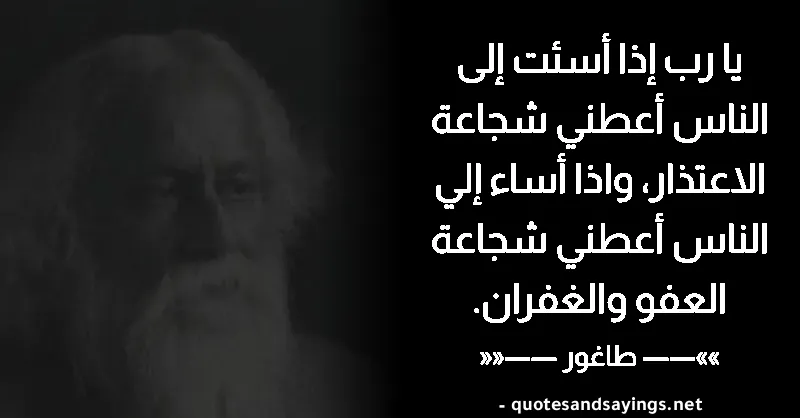 يا رب إذا أسئت إلى
الناس أعطني شجاعة
الاعتذار، واذا أساء إلي
الناس أعطني شجاعة
العفو والغفران.
»»—— طاغور ——««
- quotesandsayings.net